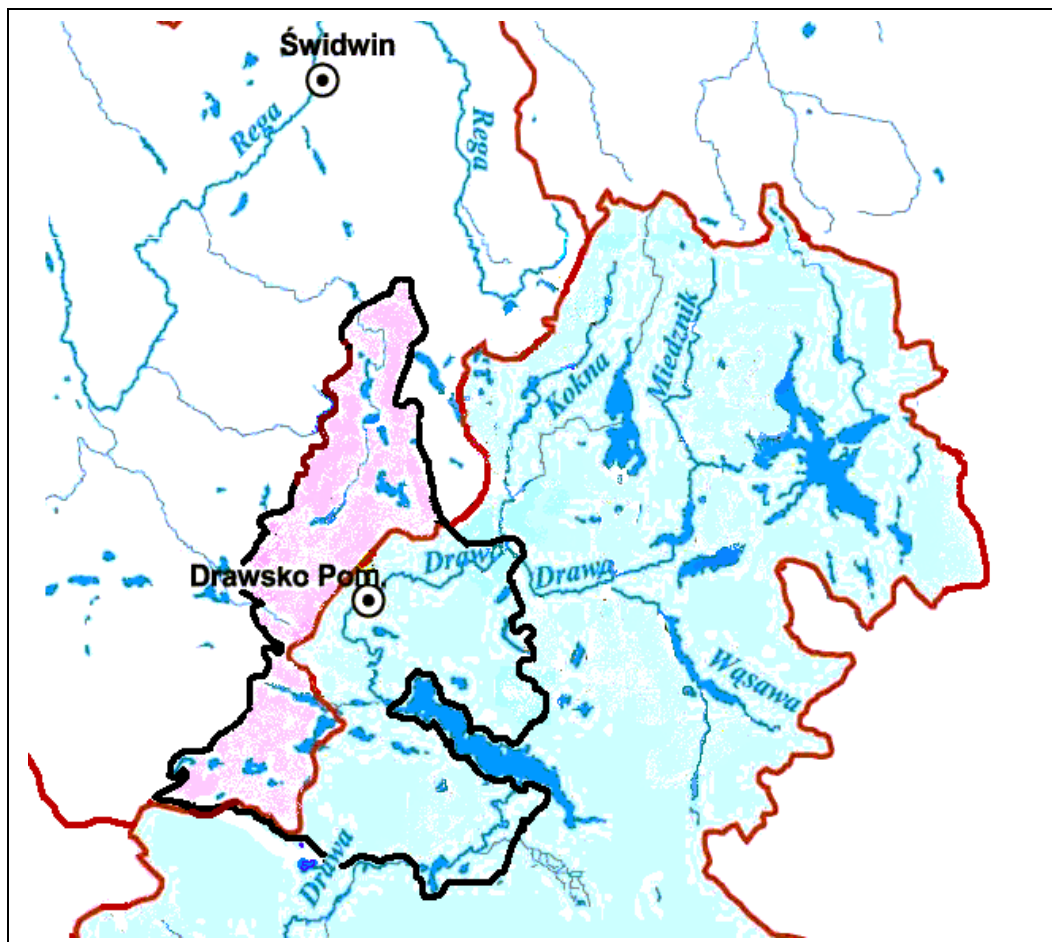 Świdwin
Rega
Rega
Kokna
Miedznik
Drawa
Drawa
Drawsko Pom.
Wąsawa
Drawa